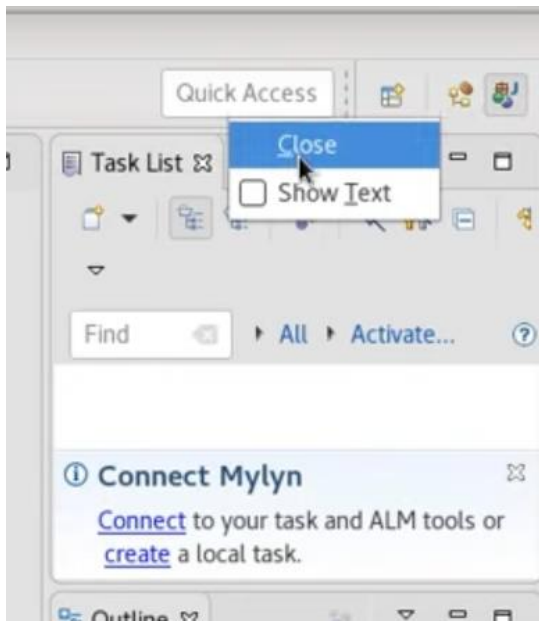 Quick Access
Close
Task List
Show Text
Find
All
Activate...
Connect Mylyn
Connect to your task and ALM tools or
create a local task.
Outline